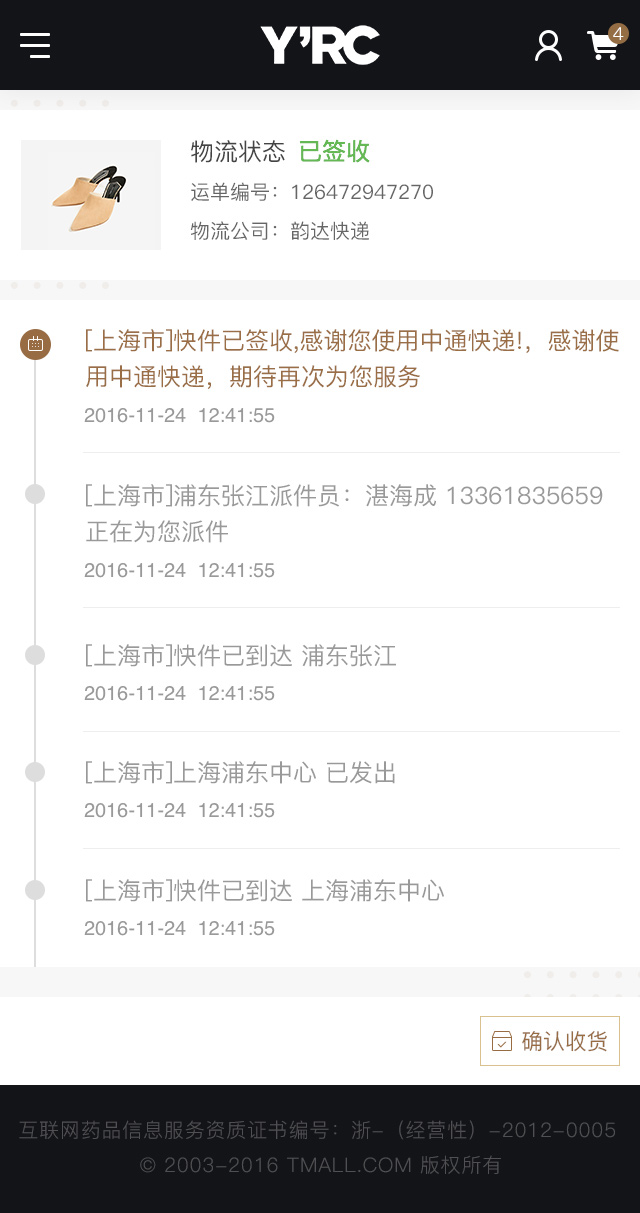 Y'RC
4
物流状态 已签收
运单编号：126472947270
物流公司：韵达快递
[上海市]快件已签收,感谢您使用中通快递!，感谢使
用中通快递，期待再次为您服务
2016-11-24 12:41:55
[上海市]浦东张江派件员：湛海成 13361835659
正在为您派件
2016-11-24 12:41:55
[上海市]快件已到达 浦东张江
2016-11-24 12:41:55
[上海市]上海浦东中心 已发出
2016-11-24 12:41:55
[上海市]快件已到达 上海浦东中心
2016-11-24 12:41:55
确认收货
互联网药品信息服务资质证书编号：浙-（经营性）-2012-0005
© 2003-2016 TMALL.COM 版权所有